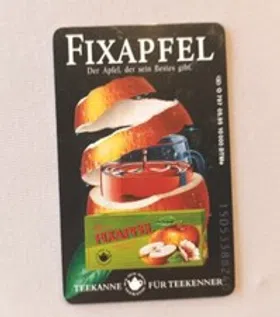 FIXAPFEL
Der Apfel, der sein Bestes gibt.
FIXAPFEL
TEEKANNE FÜR TEEKENNER